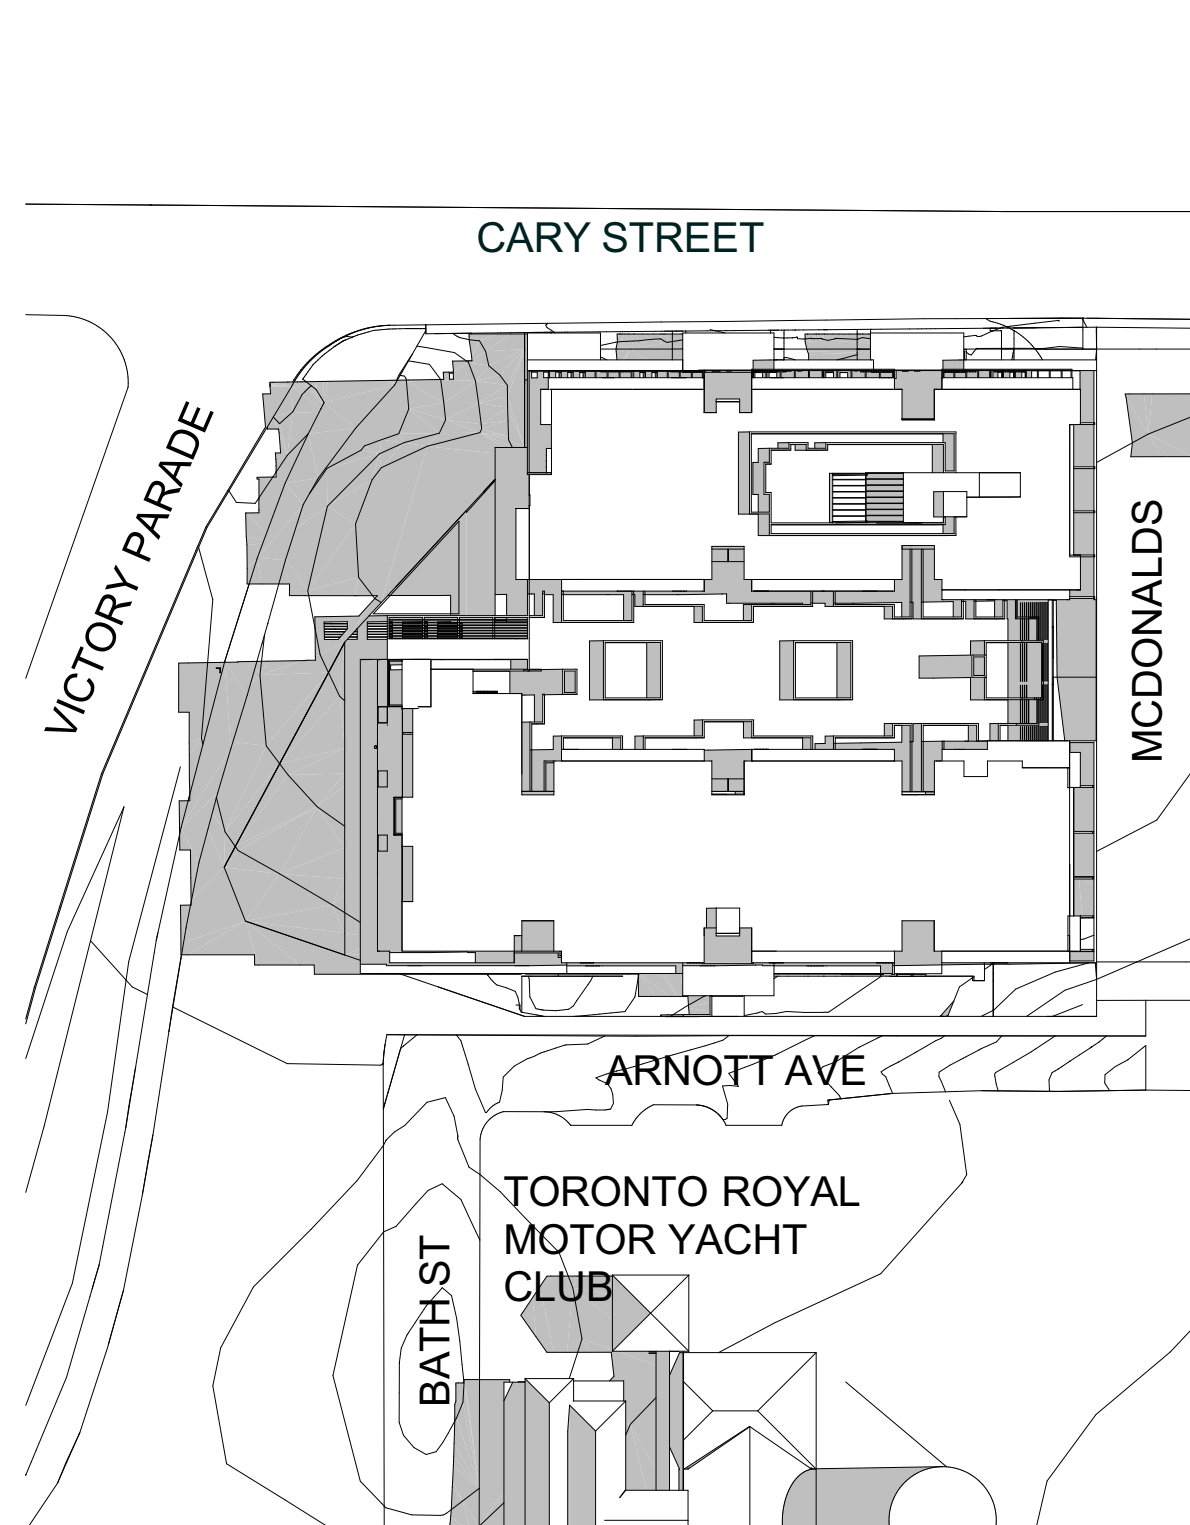 CARY STREET
VICTORY PARADE
MCDONALDS
ARNOTT AVE
TORONTO ROYAL
MOTOR YACHT
CLUB
BATH ST